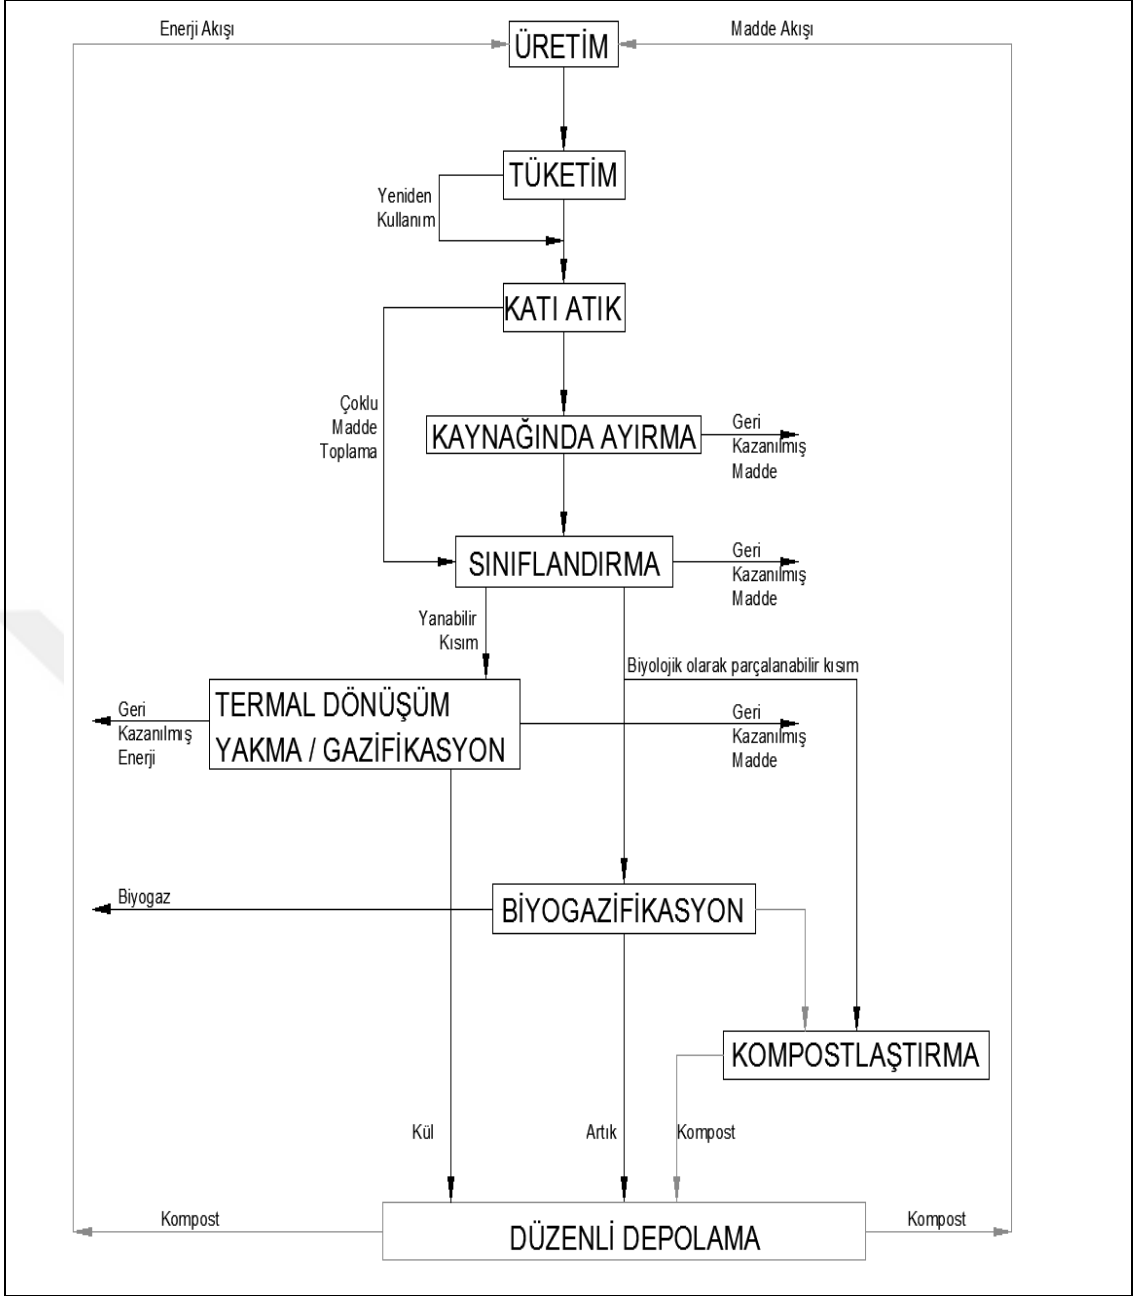 Enerji Akışı
Madde Akışı
ÜRETİM
TÜKETİM
Yeniden
Kullanım
KATI ATIK
Çoklu
Madde
Toplama
KAYNAĞINDA AYIRMA
Geri
Kazanılmış
Madde
SINIFLANDIRMA
Geri
Kazanılmış
Madde
Yanabilir
Kısım
Biyolojik olarak parçalanabilir kısım
TERMAL DÖNÜŞÜM
YAKMA / GAZİFİKASYON
Geri
Kazanılmış
Enerji
Geri
Kazanılmış
Madde
Biyogaz
BİYOGAZİFİKASYON
KOMPOSTLAŞTIRMA
Kül
Artık
Kompost
Kompost
DÜZENLİ DEPOLAMA
Kompost